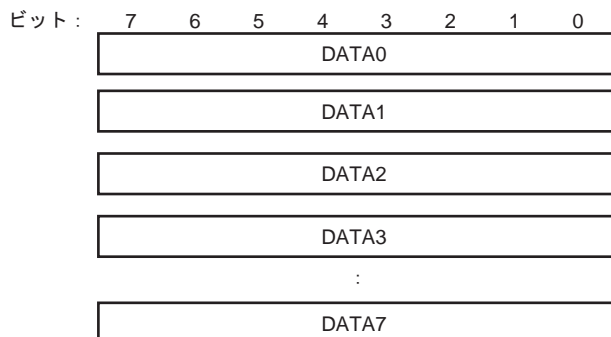 ビット： 7 6 5 4 3 2 1 0
DATA0
DATA1
DATA2
DATA3
:
DATA7